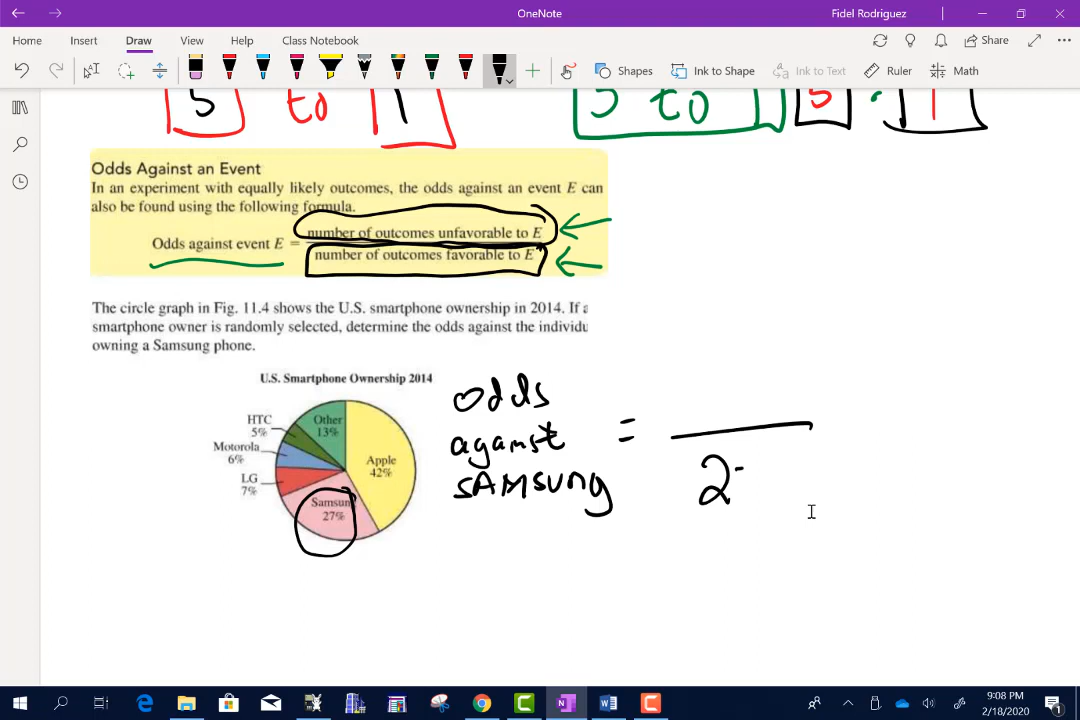 OneNote
Fidel Rodriguez
Home Insert Draw View Help Class Notebook
Share
Shapes Ink to Shape Ink to Text Ruler Math
5 to 1 5 to 1 5 : 1
Odds Against an Event
In an experiment with equally likely outcomes, the odds against an event E can
also be found using the following formula.
Odds against event E = number of outcomes unfavorable to E
number of outcomes favorable to E
The circle graph in Fig. 11.4 shows the U.S. smartphone ownership in 2014. If a
smartphone owner is randomly selected, determine the odds against the individu
owning a Samsung phone.
U.S. Smartphone Ownership 2014
HTC
5%
Motorola
6%
LG
7%
Other
13%
Apple
42%
Samsun
27%
odds
against
SAMSUNG
=
2
9:08 PM
2/18/2020